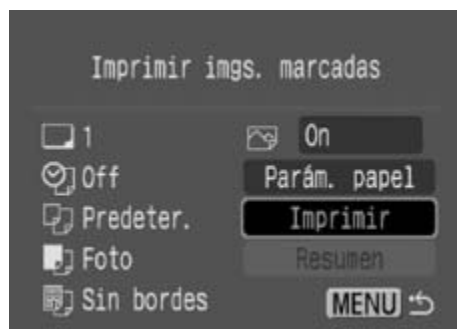 Imprimir imgs. marcadas
1 On
Off Parám. papel
Predeter. Imprimir
Foto Resumen
Sin bordes MENU